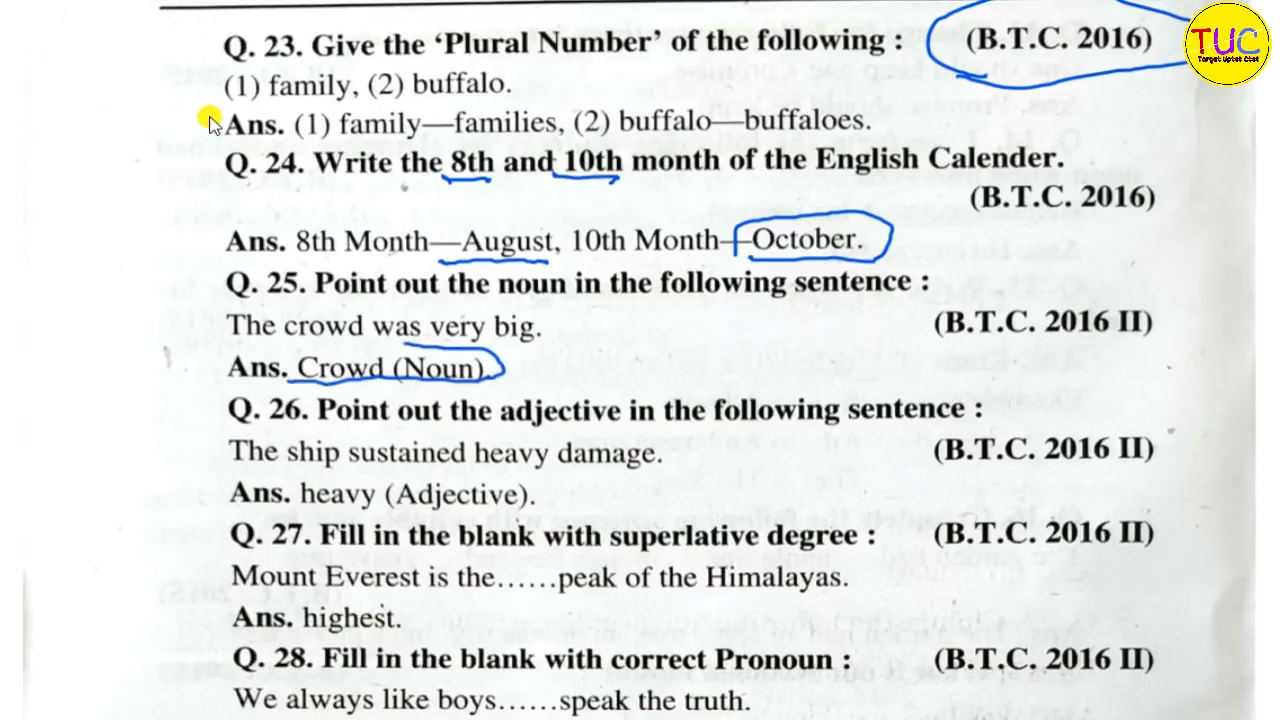 Q. 23. Give the ‘Plural Number’ of the following : (B.T.C. 2016)
TUC
Target Uptet Ctet
(1) family, (2) buffalo.
Ans. (1) family—families, (2) buffalo—buffaloes.
Q. 24. Write the 8th and 10th month of the English Calender.
(B.T.C. 2016)
Ans. 8th Month—August, 10th Month—October.
Q. 25. Point out the noun in the following sentence :
The crowd was very big. (B.T.C. 2016 II)
Ans. Crowd (Noun).
Q. 26. Point out the adjective in the following sentence :
The ship sustained heavy damage. (B.T.C. 2016 II)
Ans. heavy (Adjective).
Q. 27. Fill in the blank with superlative degree : (B.T.C. 2016 II)
Mount Everest is the......peak of the Himalayas.
Ans. highest.
Q. 28. Fill in the blank with correct Pronoun : (B.T.C. 2016 II)
We always like boys......speak the truth.